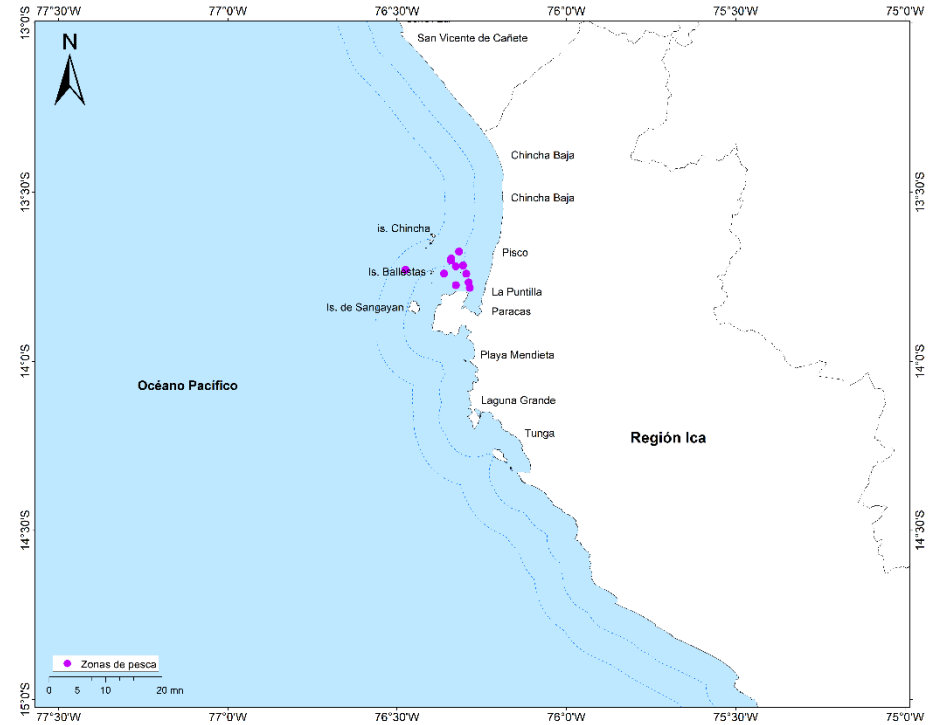 77°30'W 77°0'W 76°30'W 76°0'W 75°30'W 75°0'W
13°0'S 13°0'S
N
San Vicente de Cañete
Chincha Baja
13°30'S 13°30'S
Chincha Baja
is. Chincha
Pisco
Is. Ballestas
La Puntilla
Is. de Sangayan
Paracas
Playa Mendieta
14°0'S 14°0'S
Océano Pacífico
Laguna Grande
Tunga
Región Ica
14°30'S 14°30'S
Zonas de pesca
0 5 10 20 mn
15°0'S 15°0'S
77°30'W 77°0'W 76°30'W 76°0'W 75°30'W 75°0'W